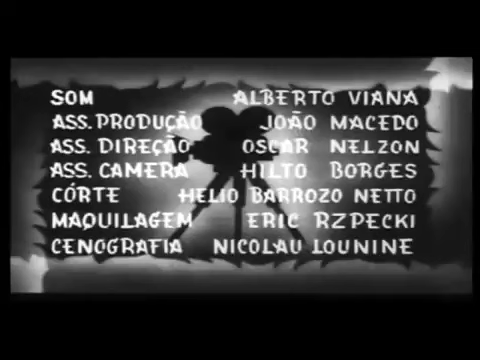 SOM ALBERTO VIANA
ASS. PRODUÇÃO JOÃO MACEDO
ASS. DIREÇÃO OSCAR NELZON
ASS. CAMERA HILTO BORGES
CÓRTE HELIO BARROZO NETTO
MAQUILAGEM ERIC RZPECKI
CENOGRAFIA NICOLAU LOUNINE